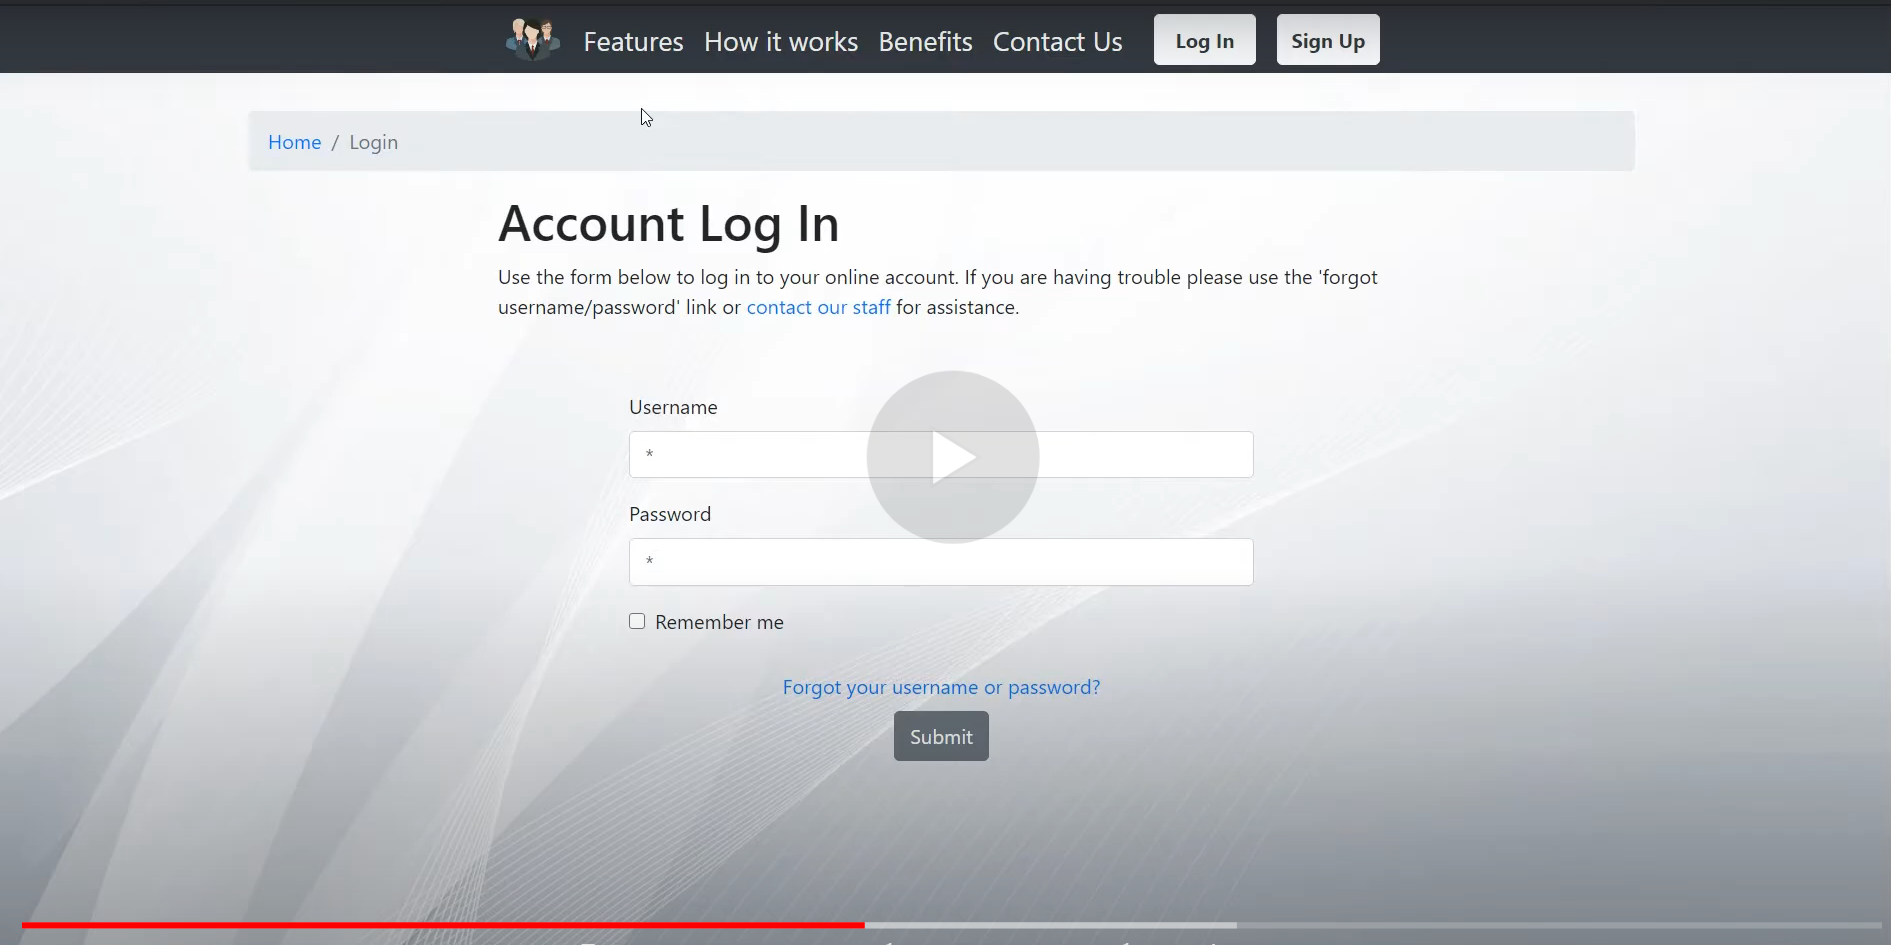 Features How it works Benefits Contact Us Log In Sign Up
Home / Login
Account Log In
Use the form below to log in to your online account. If you are having trouble please use the 'forgot
username/password' link or contact our staff for assistance.
Username
*
Password
*
Remember me
Forgot your username or password?
Submit